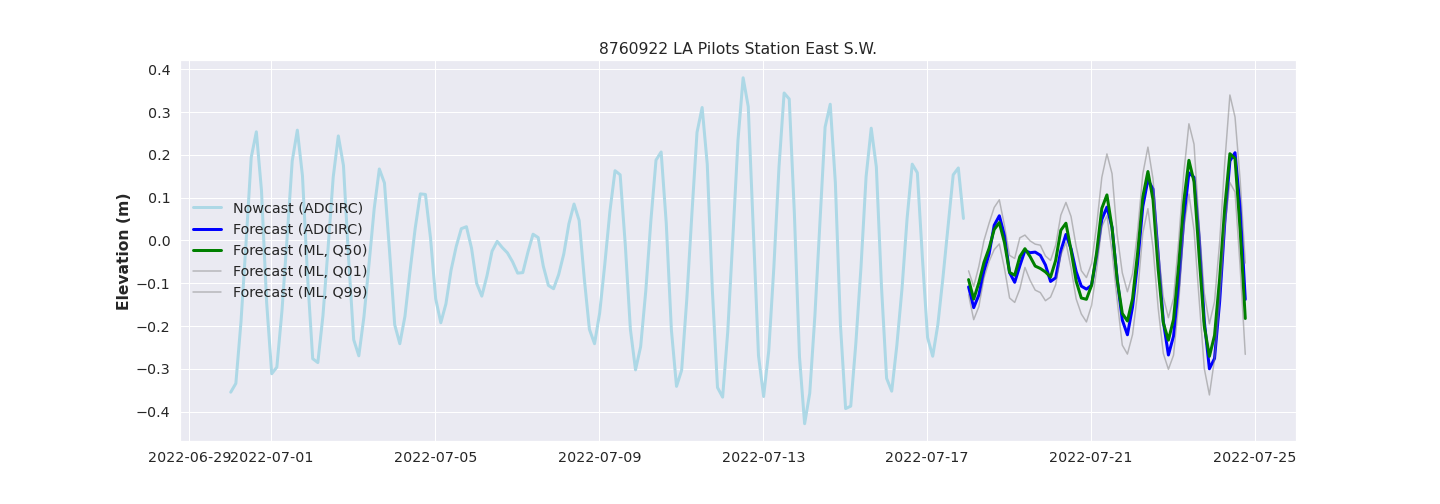 8760922 LA Pilots Station East S.W.
Elevation (m)
0.4
0.3
0.2
0.1
0.0
−0.1
−0.2
−0.3
−0.4
Nowcast (ADCIRC)
Forecast (ADCIRC)
Forecast (ML, Q50)
Forecast (ML, Q01)
Forecast (ML, Q99)
2022-06-29 2022-07-01 2022-07-05 2022-07-09 2022-07-13 2022-07-17 2022-07-21 2022-07-25